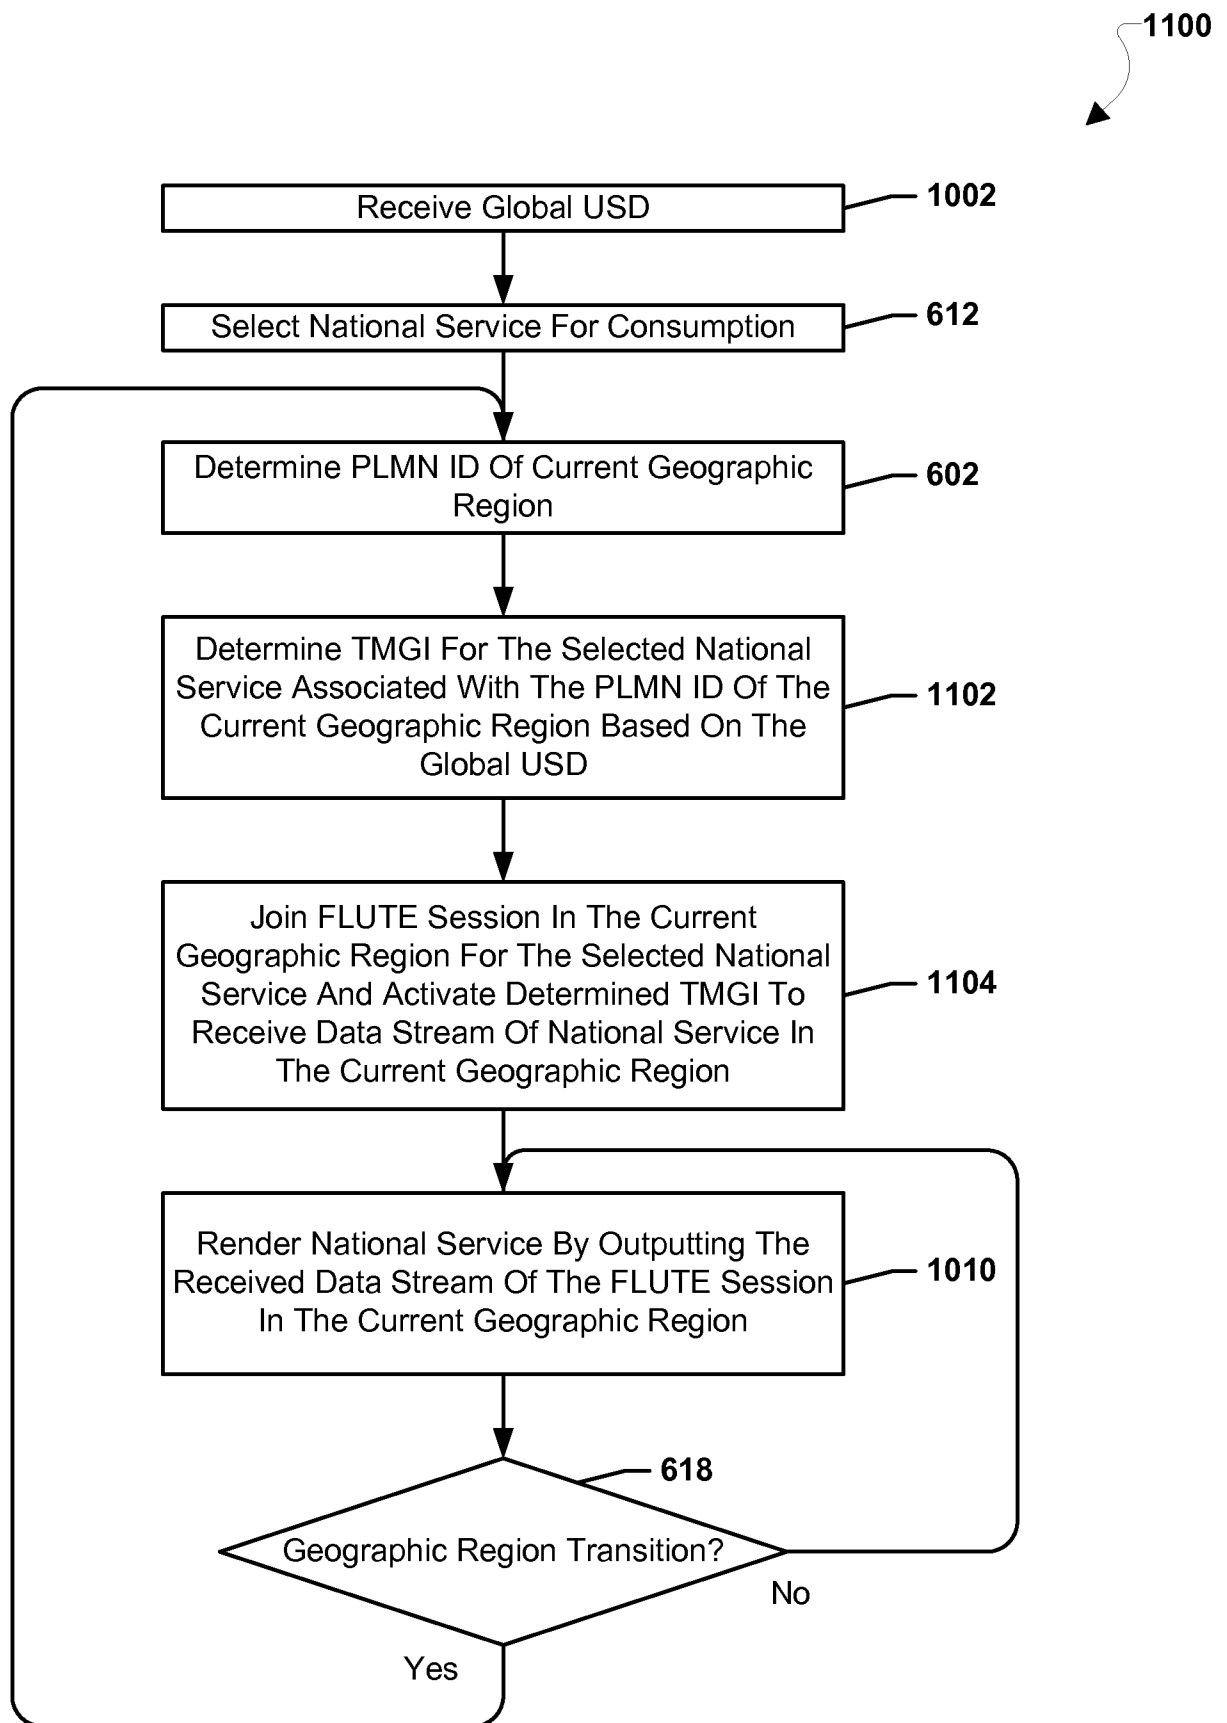 1100
Receive Global USD
1002
Select National Service For Consumption
612
Determine PLMN ID Of Current Geographic
Region
602
Determine TMGI For The Selected National
Service Associated With The PLMN ID Of The
Current Geographic Region Based On The
Global USD
1102
Join FLUTE Session In The Current
Geographic Region For The Selected National
Service And Activate Determined TMGI To
Receive Data Stream Of National Service In
The Current Geographic Region
1104
Render National Service By Outputting The
Received Data Stream Of The FLUTE Session
In The Current Geographic Region
1010
618
Geographic Region Transition?
No
Yes